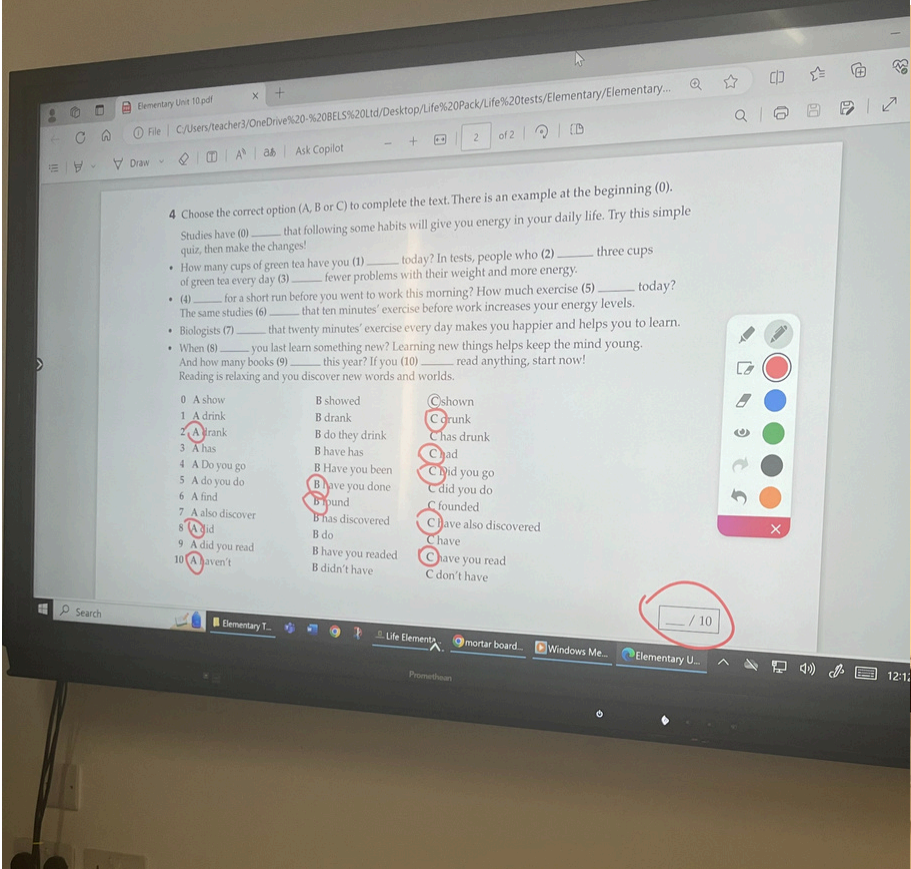 Elementary Unit 10.pdf
File | C:/Users/teacher3/OneDrive%20-%20BELS%20Ltd/Desktop/Life%20Pack/Life%20tests/Elementary/Elementary...
Draw
Ask Copilot
2 of 2
4 Choose the correct option (A, B or C) to complete the text. There is an example at the beginning (0).
Studies have (0) ______ that following some habits will give you energy in your daily life. Try this simple
quiz, then make the changes!
• How many cups of green tea have you (1) ______ today? In tests, people who (2) ______ three cups
of green tea every day (3) ______ fewer problems with their weight and more energy.
• (4) ______ for a short run before you went to work this morning? How much exercise (5) ______ today?
The same studies (6) ______ that ten minutes' exercise before work increases your energy levels.
• Biologists (7) ______ that twenty minutes' exercise every day makes you happier and helps you to learn.
• When (8) ______ you last learn something new? Learning new things helps keep the mind young.
And how many books (9) ______ this year? If you (10) ______ read anything, start now!
Reading is relaxing and you discover new words and worlds.
0 A show B showed C shown
1 A drink B drank C drunk
2 A drank B do they drink C has drunk
3 A has B have has C had
4 A Do you go B Have you been C Did you go
5 A do you do B have you done C did you do
6 A find B found C founded
7 A also discover B has discovered C have also discovered
8 A did B do C have
9 A did you read B have you readed C have you read
10 A haven't B didn't have C don't have
___ / 10
Search
Elementary T...
Life Elementa
mortar board...
Windows Me...
Elementary U...
12:12
Promethean